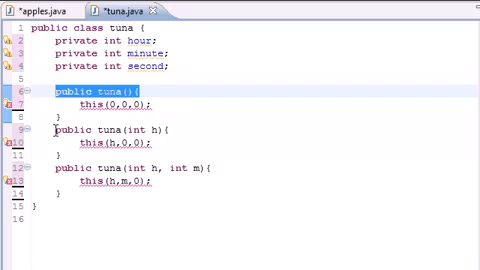 *apples.java
*tuna.java
1 public class tuna {
2 private int hour;
3 private int minute;
4 private int second;
5
6 public tuna(){
7 this(0,0,0);
8 }
9 public tuna(int h){
10 this(h,0,0);
11 }
12 public tuna(int h, int m){
13 this(h,m,0);
14 }
15 }
16